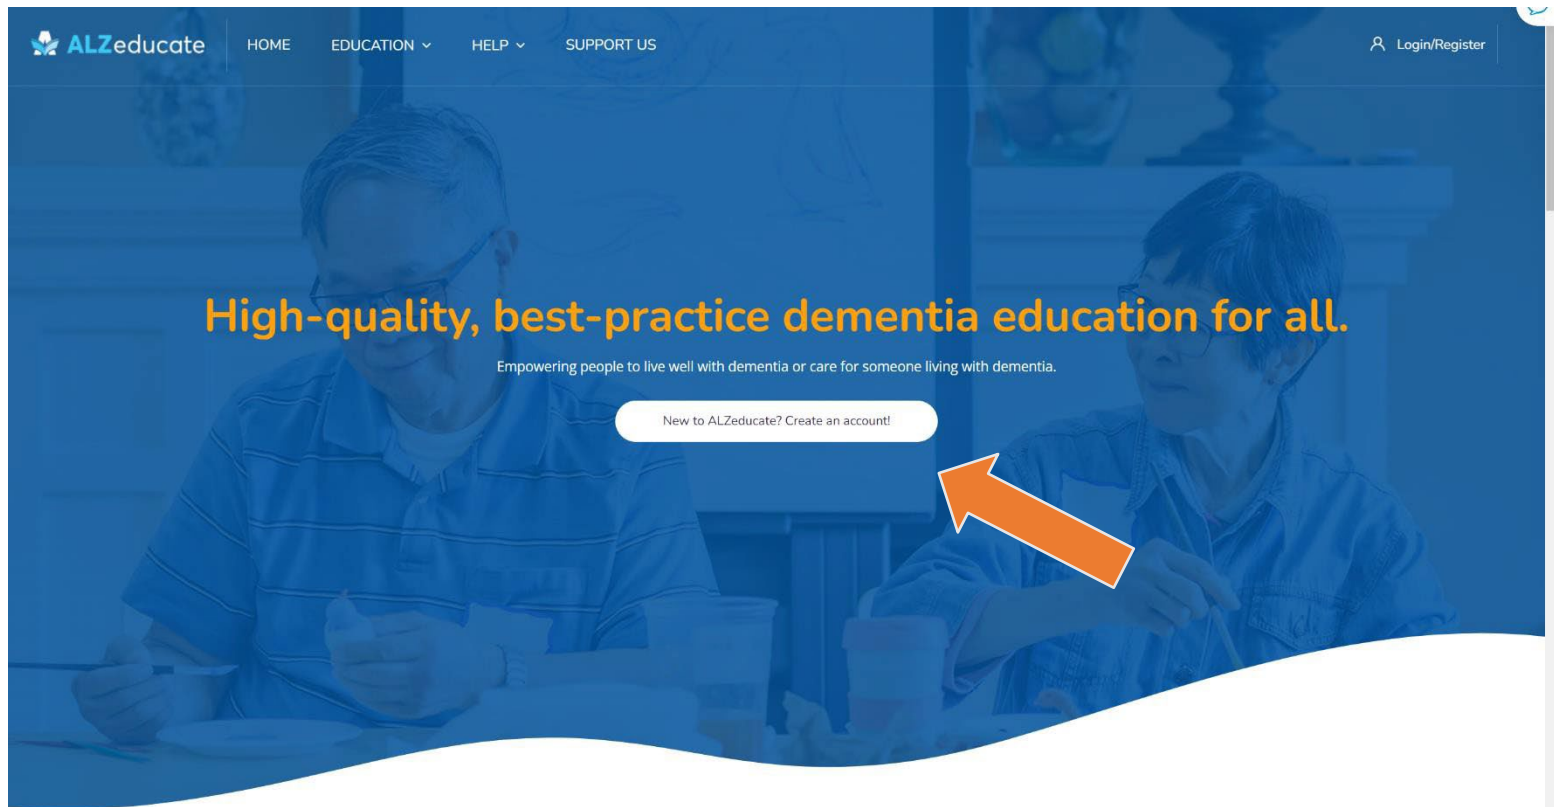 ALZeducate
HOME EDUCATION HELP SUPPORT US
Login/Register
High-quality, best-practice dementia education for all.
Empowering people to live well with dementia or care for someone living with dementia.
New to ALZeducate? Create an account!